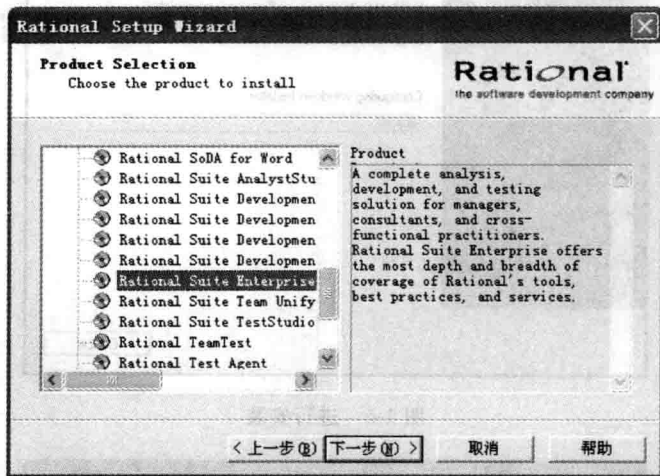 Rational Setup Wizard
Product Selection
Choose the product to install
Rational
the software development company
Rational SoDA for Word
Rational Suite AnalystStu
Rational Suite Developmen
Rational Suite Developmen
Rational Suite Developmen
Rational Suite Developmen
Rational Suite Enterprise
Rational Suite Team Unify
Rational Suite TestStudio
Rational TeamTest
Rational Test Agent
Product
A complete analysis,
development, and testing
solution for managers,
consultants, and cross-
functional practitioners.
Rational Suite Enterprise offers
the most depth and breadth of
coverage of Rational's tools,
best practices, and services.
< 上一步(B) 下一步(N) > 取消 帮助